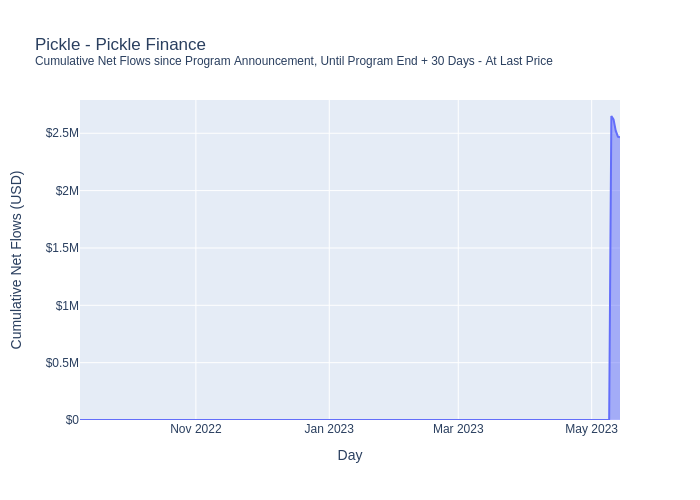 Pickle - Pickle Finance
Cumulative Net Flows since Program Announcement, Until Program End + 30 Days - At Last Price
Cumulative Net Flows (USD))
$2.5M
$2M
$1.5M
$1M
$0.5M
$0
Nov 2022
Jan 2023
Mar 2023
May 2023
Day